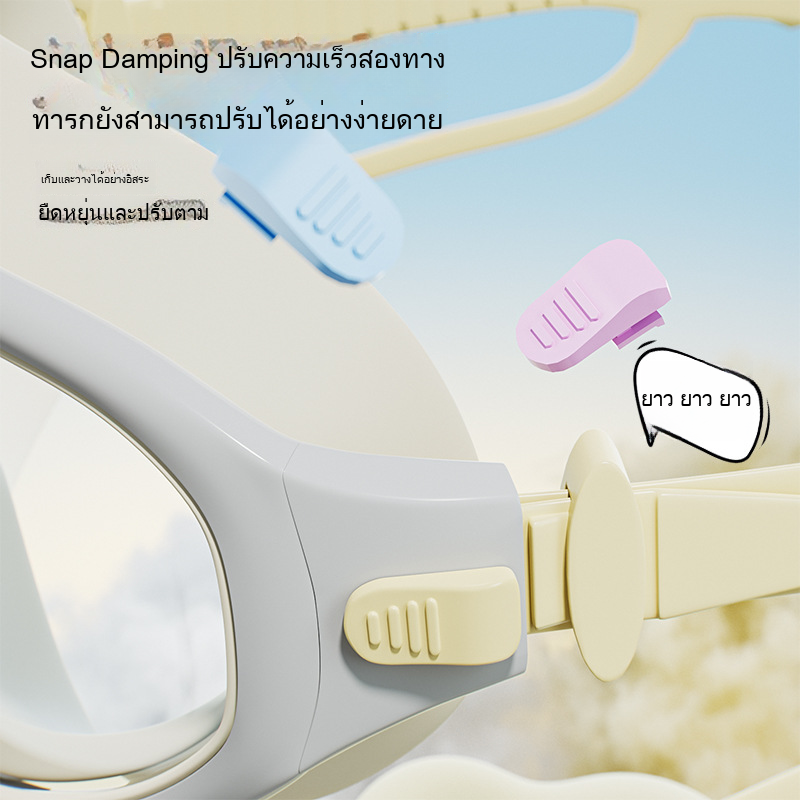 Snap Damping ปรับความเร็วสองทาง
ทารกยังสามารถปรับได้อย่างง่ายดาย
เก็บและวางได้อย่างอิสระ
ยืดหยุ่นและปรับตาม
ยาว ยาว ยาว